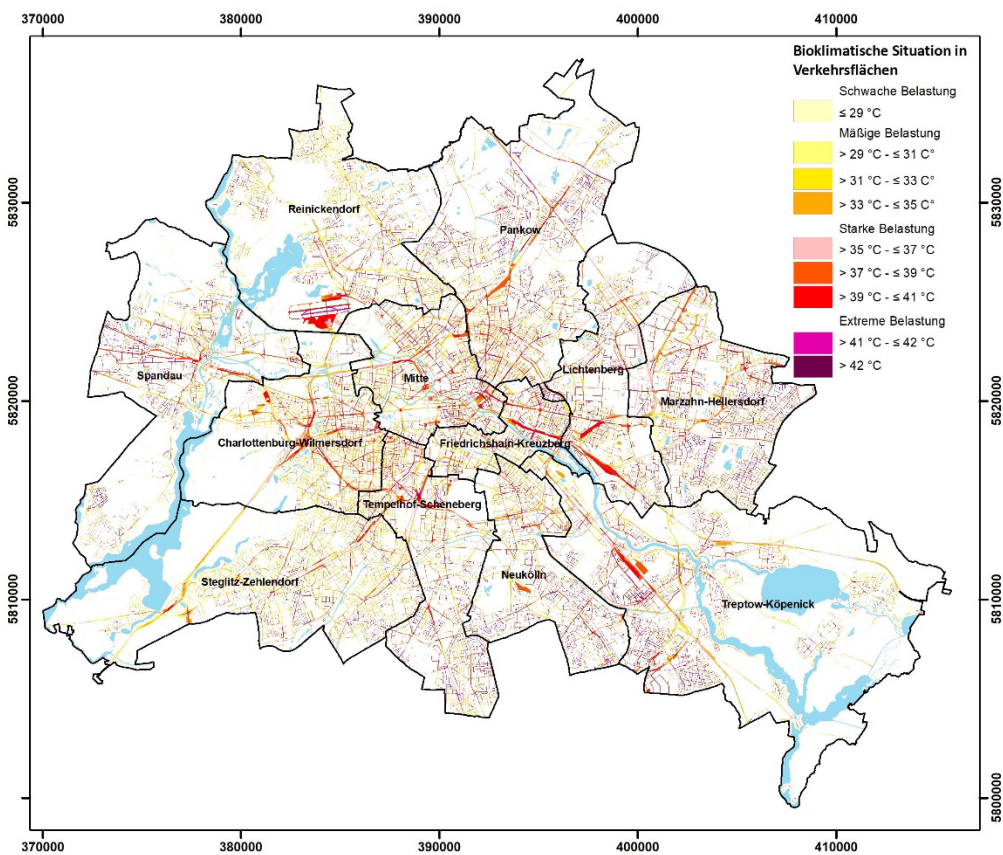 370000 380000 390000 400000 410000
Bioklimatische Situation in
Verkehrsflächen
Schwache Belastung
≤ 29 °C
Mäßige Belastung
> 29 °C - ≤ 31 C°
> 31 °C - ≤ 33 C°
> 33 °C - ≤ 35 C°
Starke Belastung
> 35 °C - ≤ 37 °C
> 37 °C - ≤ 39 °C
> 39 °C - ≤ 41 °C
Extreme Belastung
> 41 °C - ≤ 42 °C
> 42 °C
5830000 5830000
Reinickendorf
Pankow
Spandau
Mitte
Lichtenberg
5820000 5820000
Marzahn-Hellersdorf
Charlottenburg-Wilmersdorf
Friedrichshain-Kreuzberg
Tempelhof-Scheneberg
Steglitz-Zehlendorf
Neukölln
5810000 5810000
Treptow-Köpenick
5800000 5800000
370000 380000 390000 400000 410000